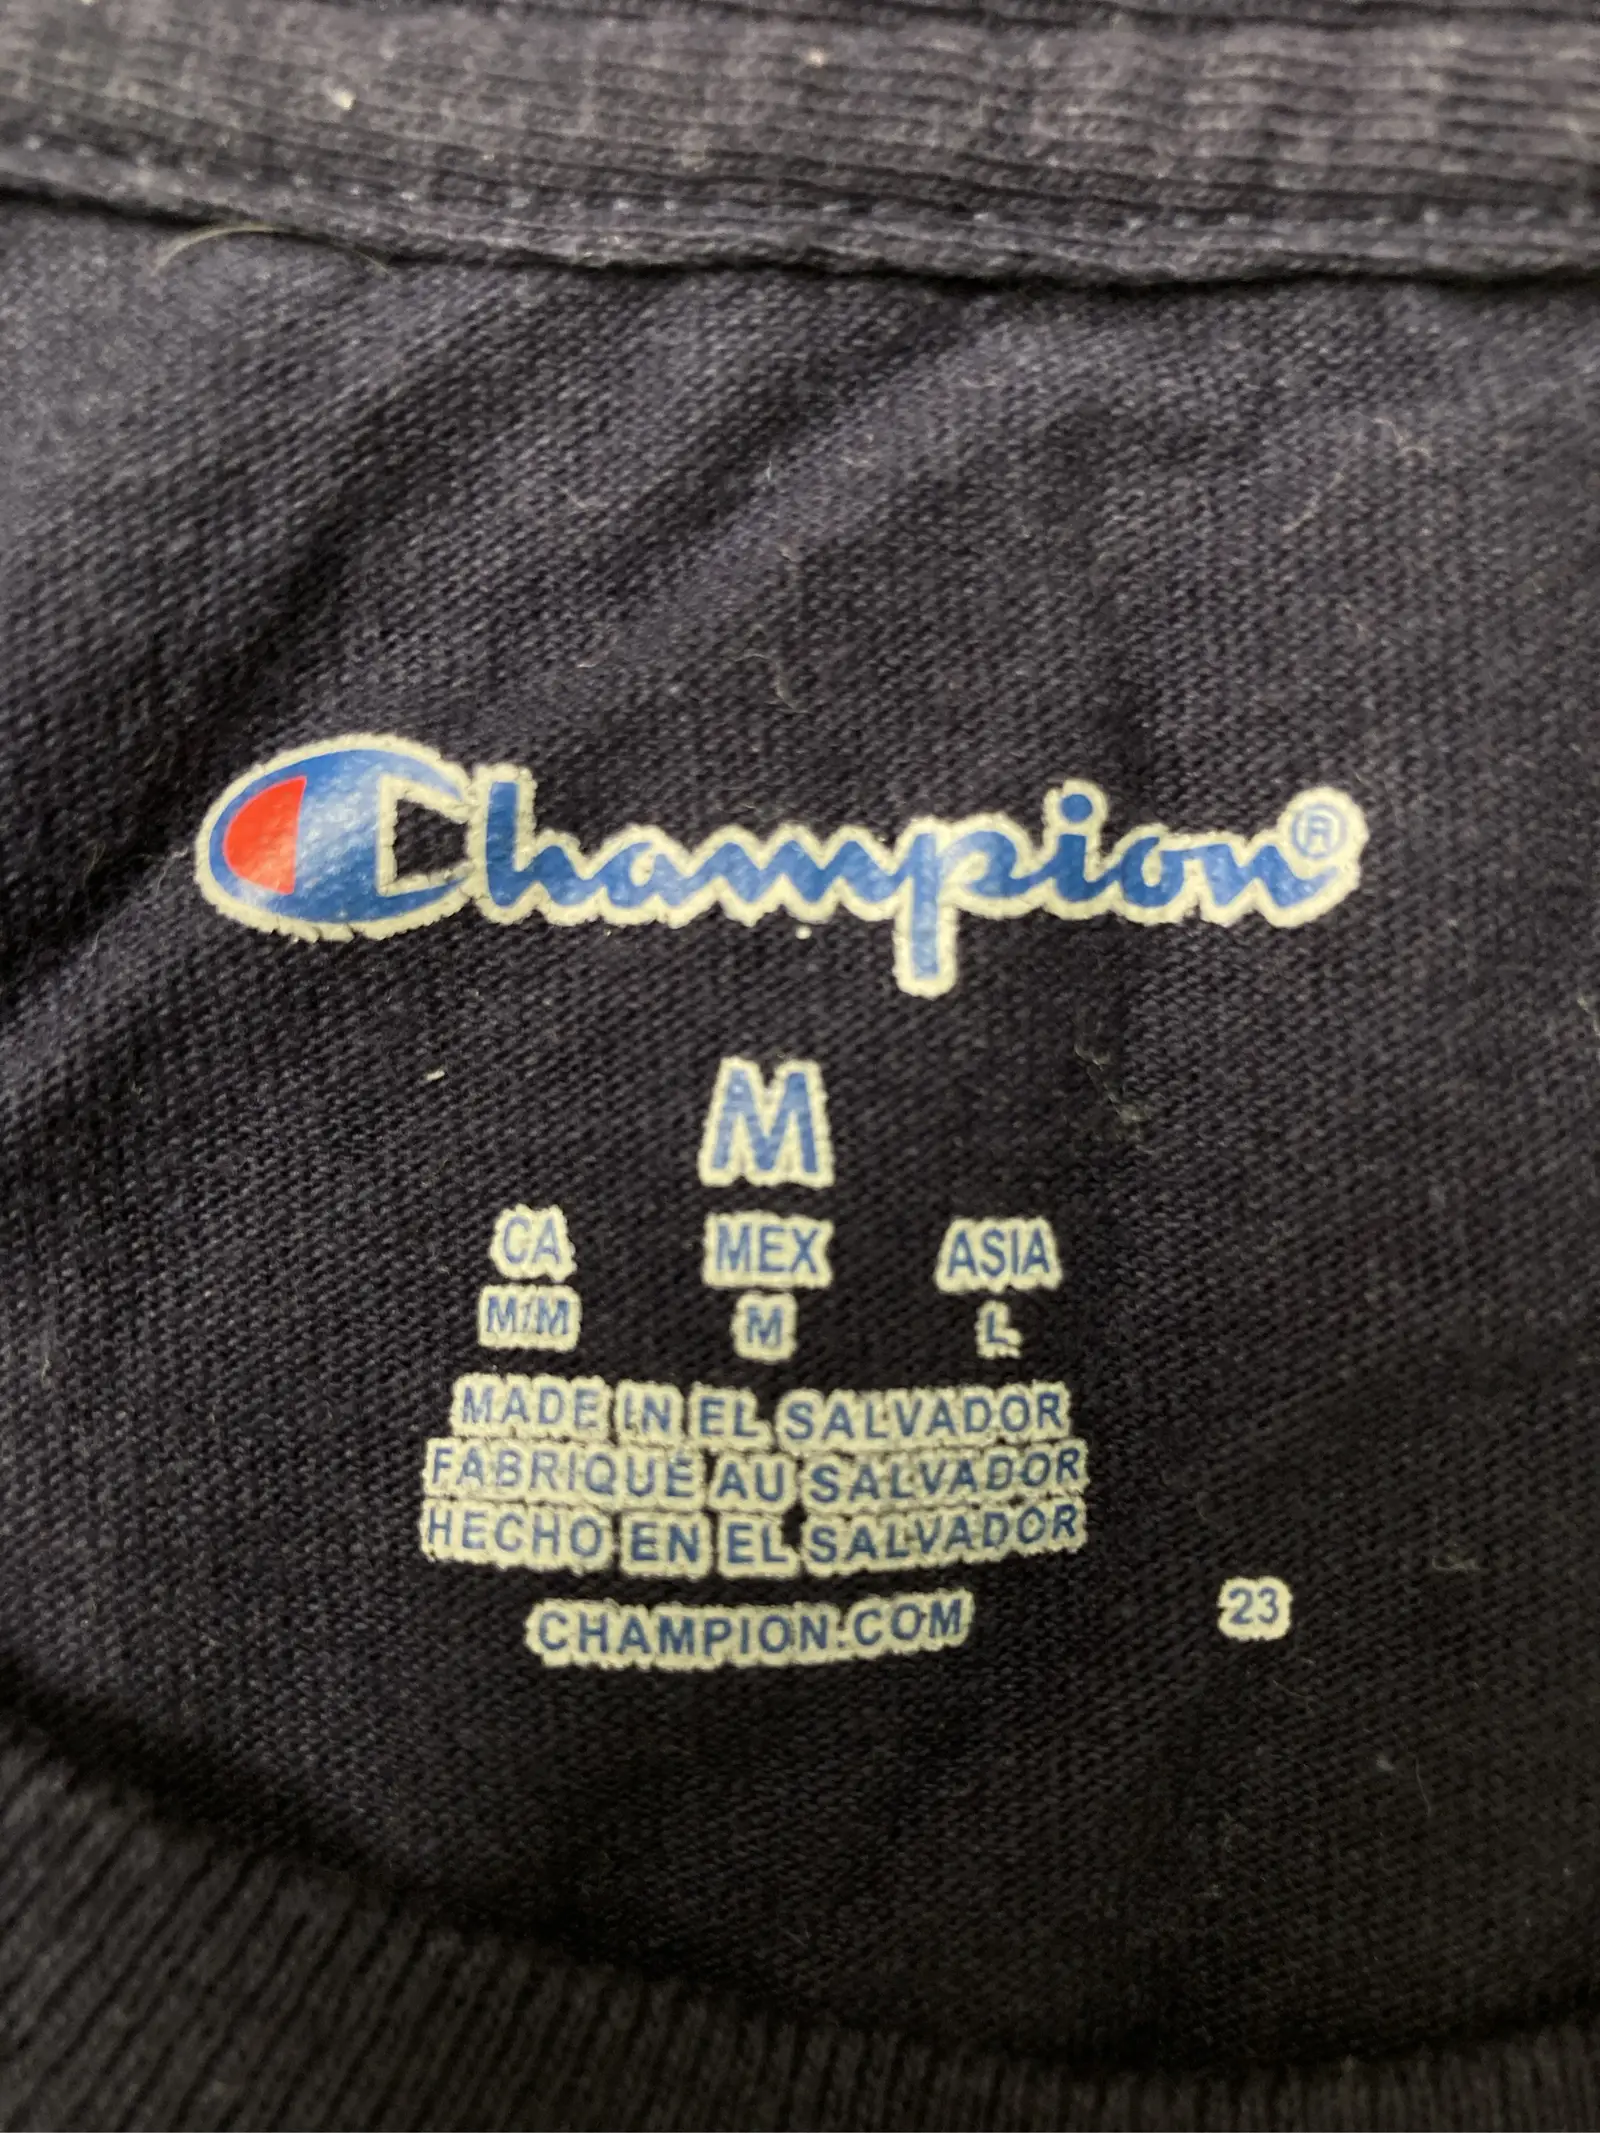 Champion®
M
CA MEX ASIA
M/M M L
MADE IN EL SALVADOR
FABRIQUÉ AU SALVADOR
HECHO EN EL SALVADOR
CHAMPION.COM 23